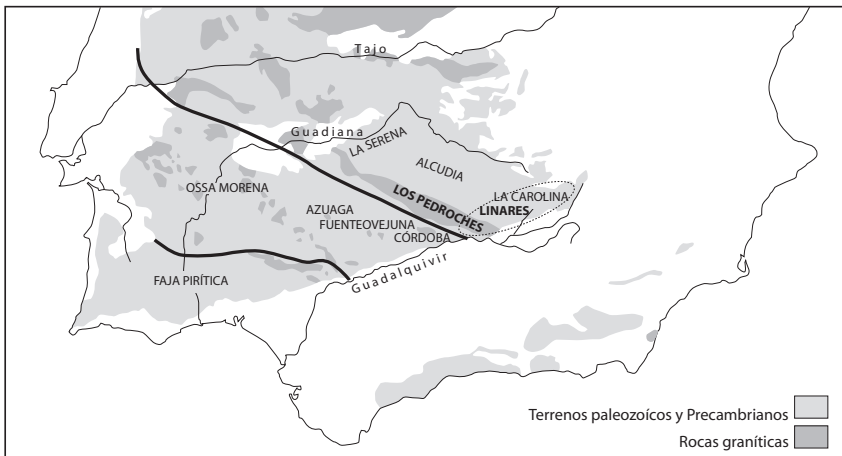 Tajo
Guadiana
LA SERENA
ALCUDIA
OSSA MORENA
LA CAROLINA
LOS PEDROCHES
LINARES
AZUAGA
FUENTEOVEJUNA
CÓRDOBA
Guadalquivir
FAJA PIRÍTICA
Terrenos paleozoícos y Precambrianos
Rocas graníticas